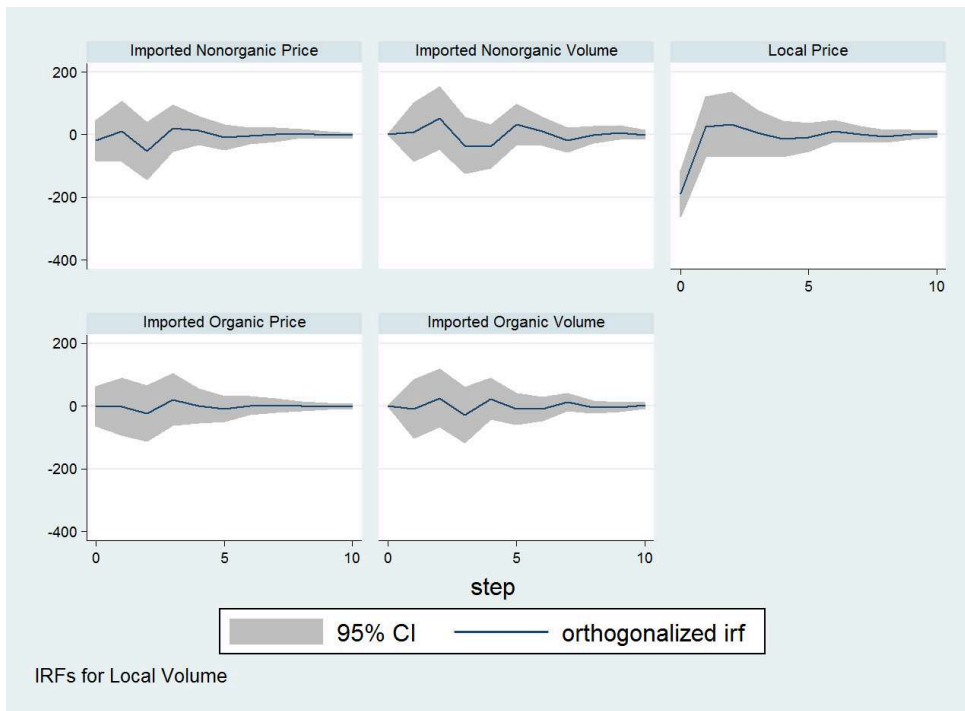 Imported Nonorganic Price
Imported Nonorganic Volume
Local Price
200
0
-200
-400
0
5
10
Imported Organic Price
Imported Organic Volume
200
0
-200
-400
0
5
10
0
5
10
step
95% CI
orthogonalized irf
IRFs for Local Volume